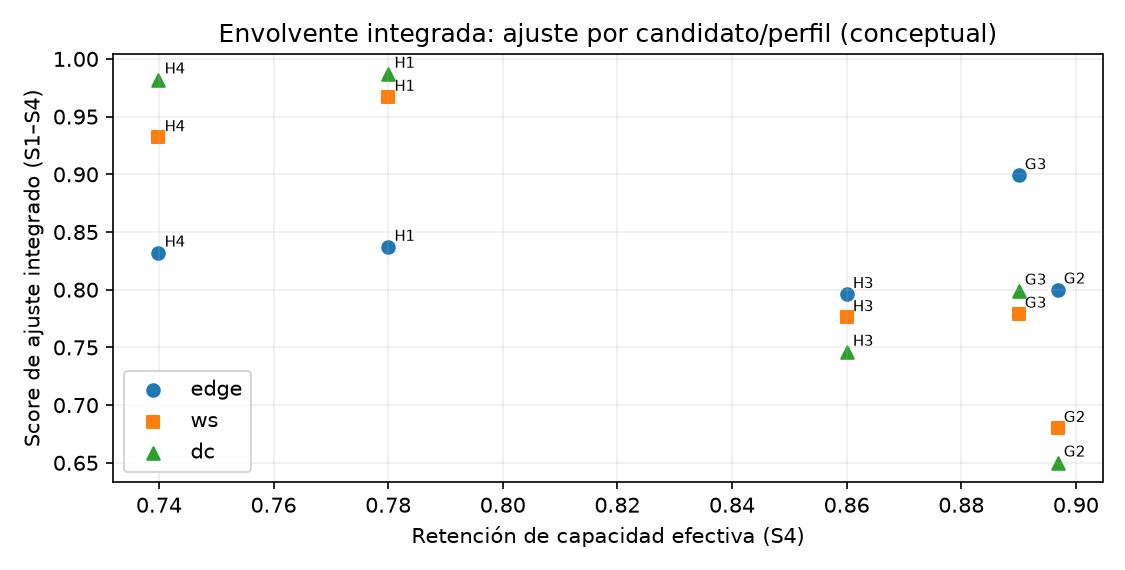 Envolvente integrada: ajuste por candidato/perfil (conceptual)
Score de ajuste integrado (S1–S4)
1.00
0.95
0.90
0.85
0.80
0.75
0.70
0.65
H4
H1
H1
H4
G3
H4
H1
H3
G3
G2
H3
G3
H3
G2
G2
edge
ws
dc
0.74 0.76 0.78 0.80 0.82 0.84 0.86 0.88 0.90
Retención de capacidad efectiva (S4)